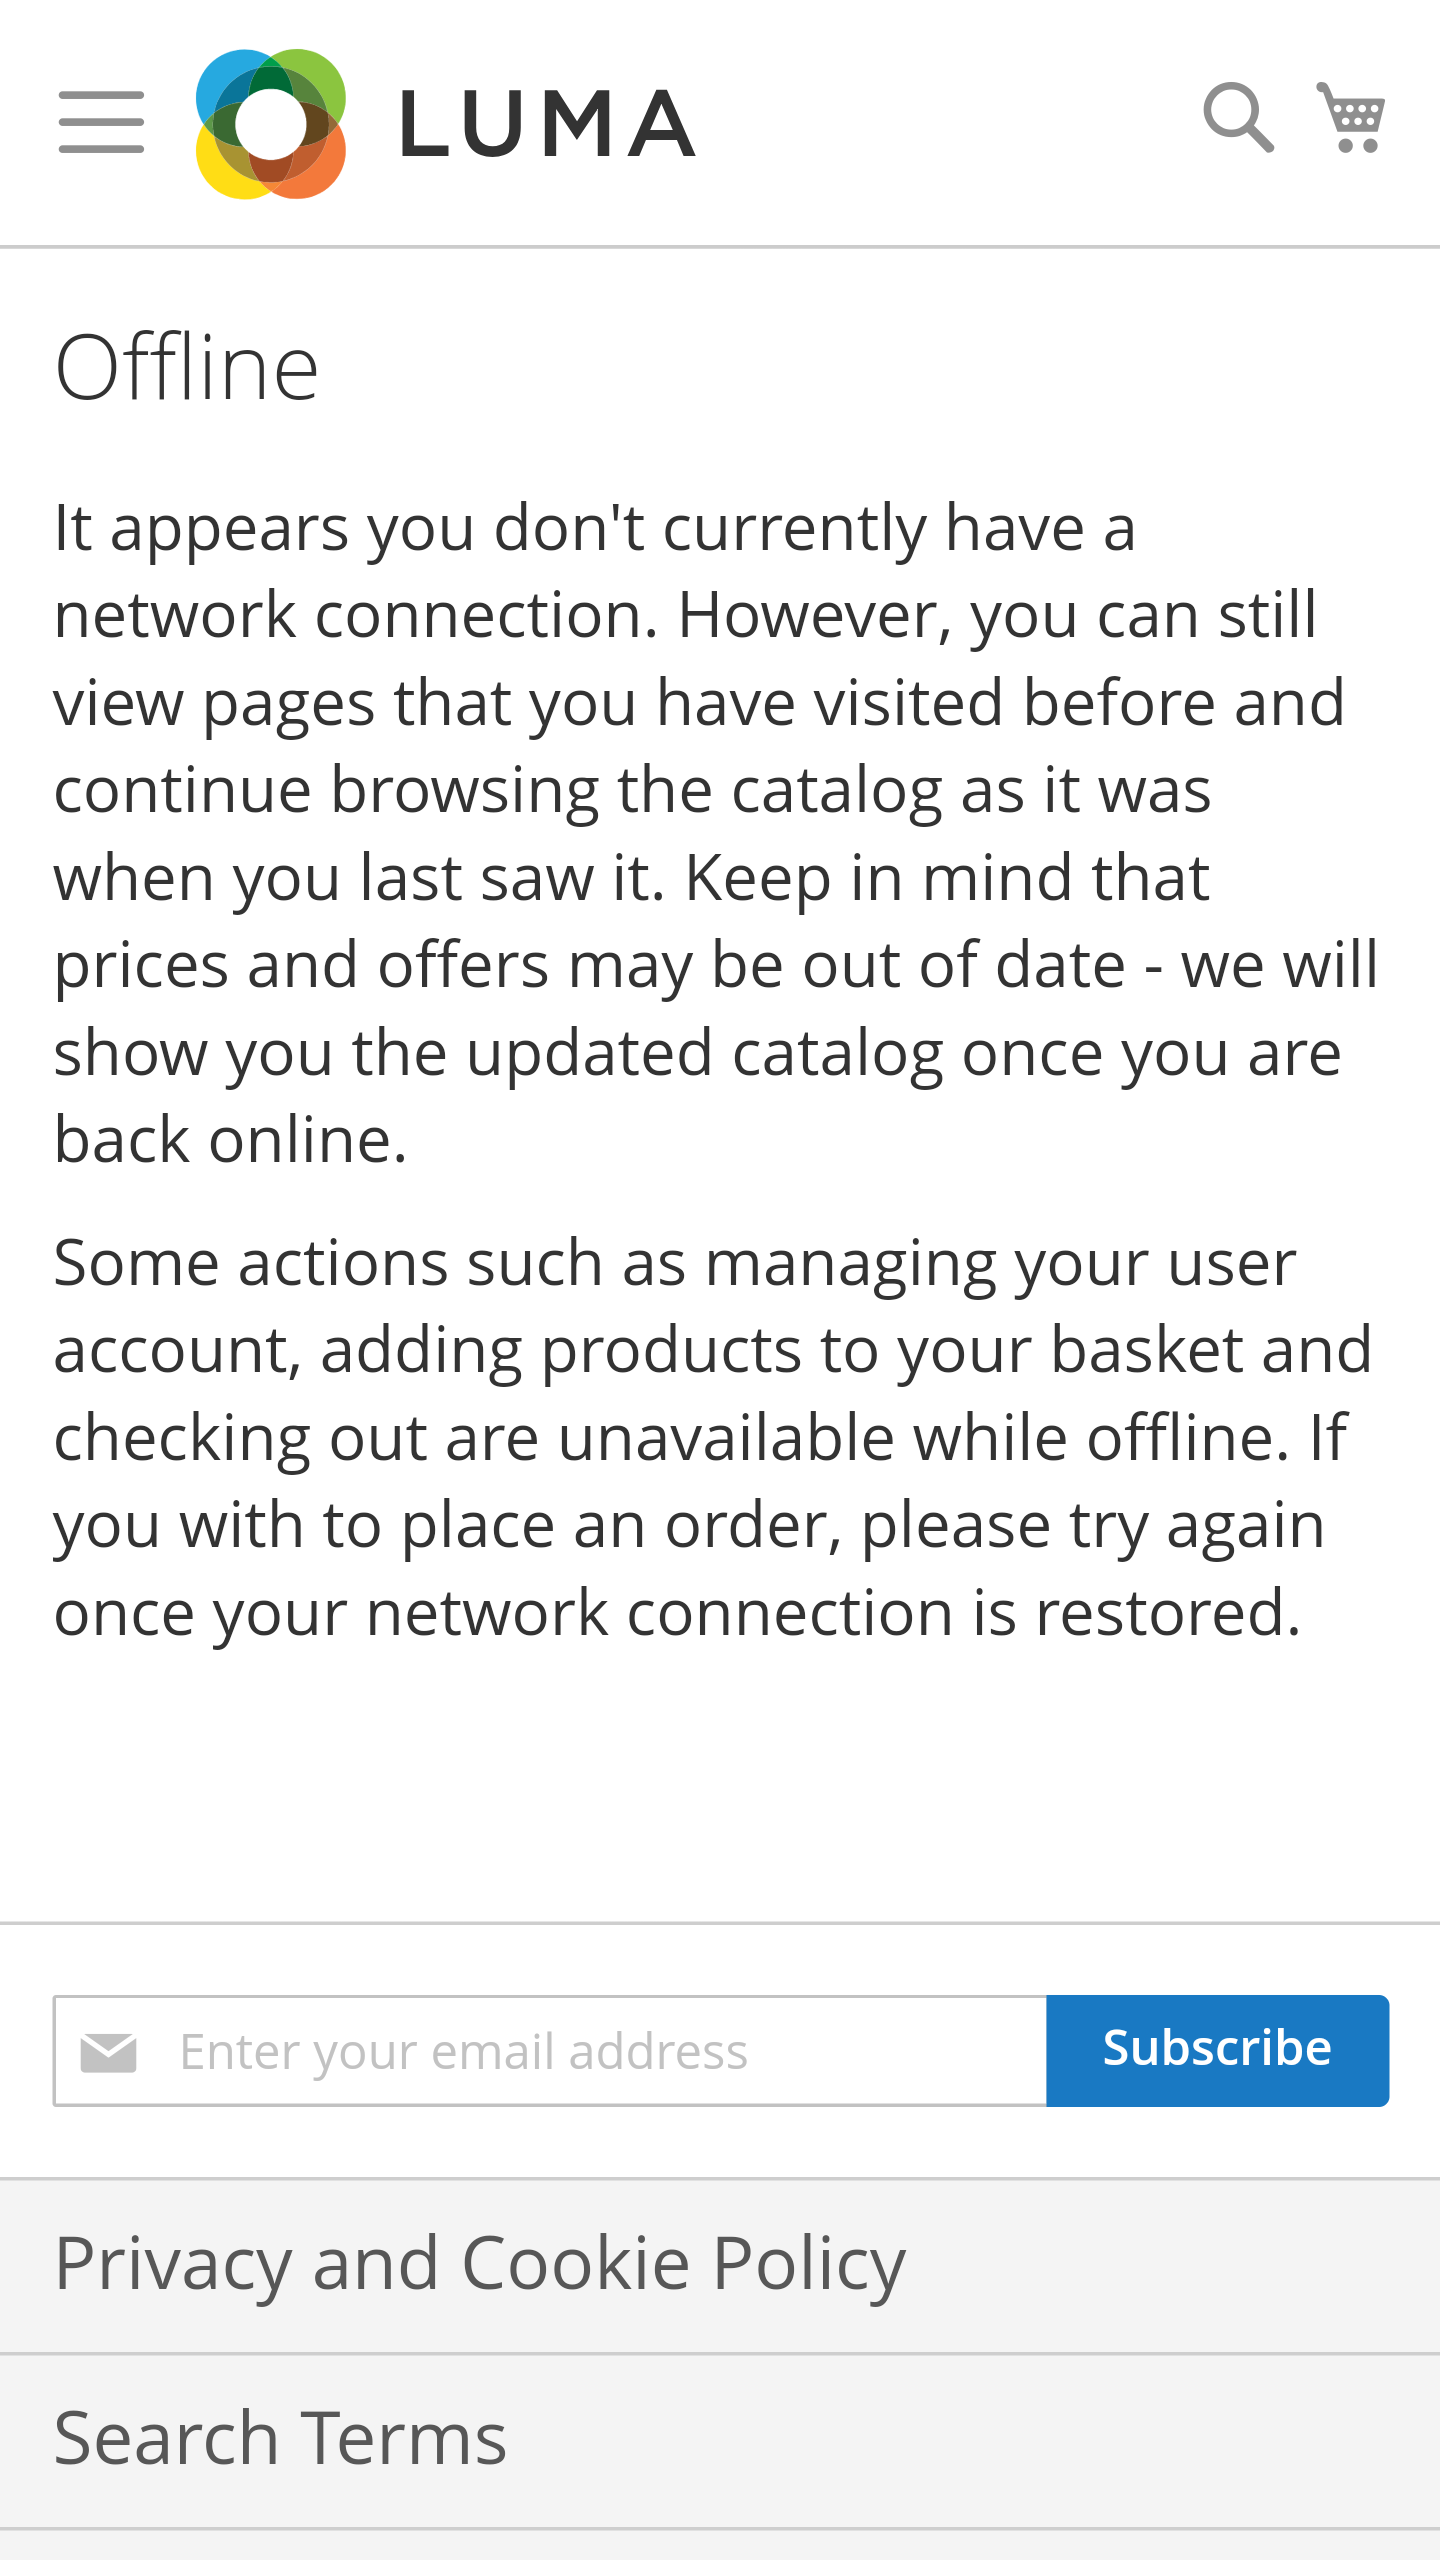 LUMA
Offline
It appears you don't currently have a
network connection. However, you can still
view pages that you have visited before and
continue browsing the catalog as it was
when you last saw it. Keep in mind that
prices and offers may be out of date - we will
show you the updated catalog once you are
back online.
Some actions such as managing your user
account, adding products to your basket and
checking out are unavailable while offline. If
you with to place an order, please try again
once your network connection is restored.
Enter your email address
Subscribe
Privacy and Cookie Policy
Search Terms